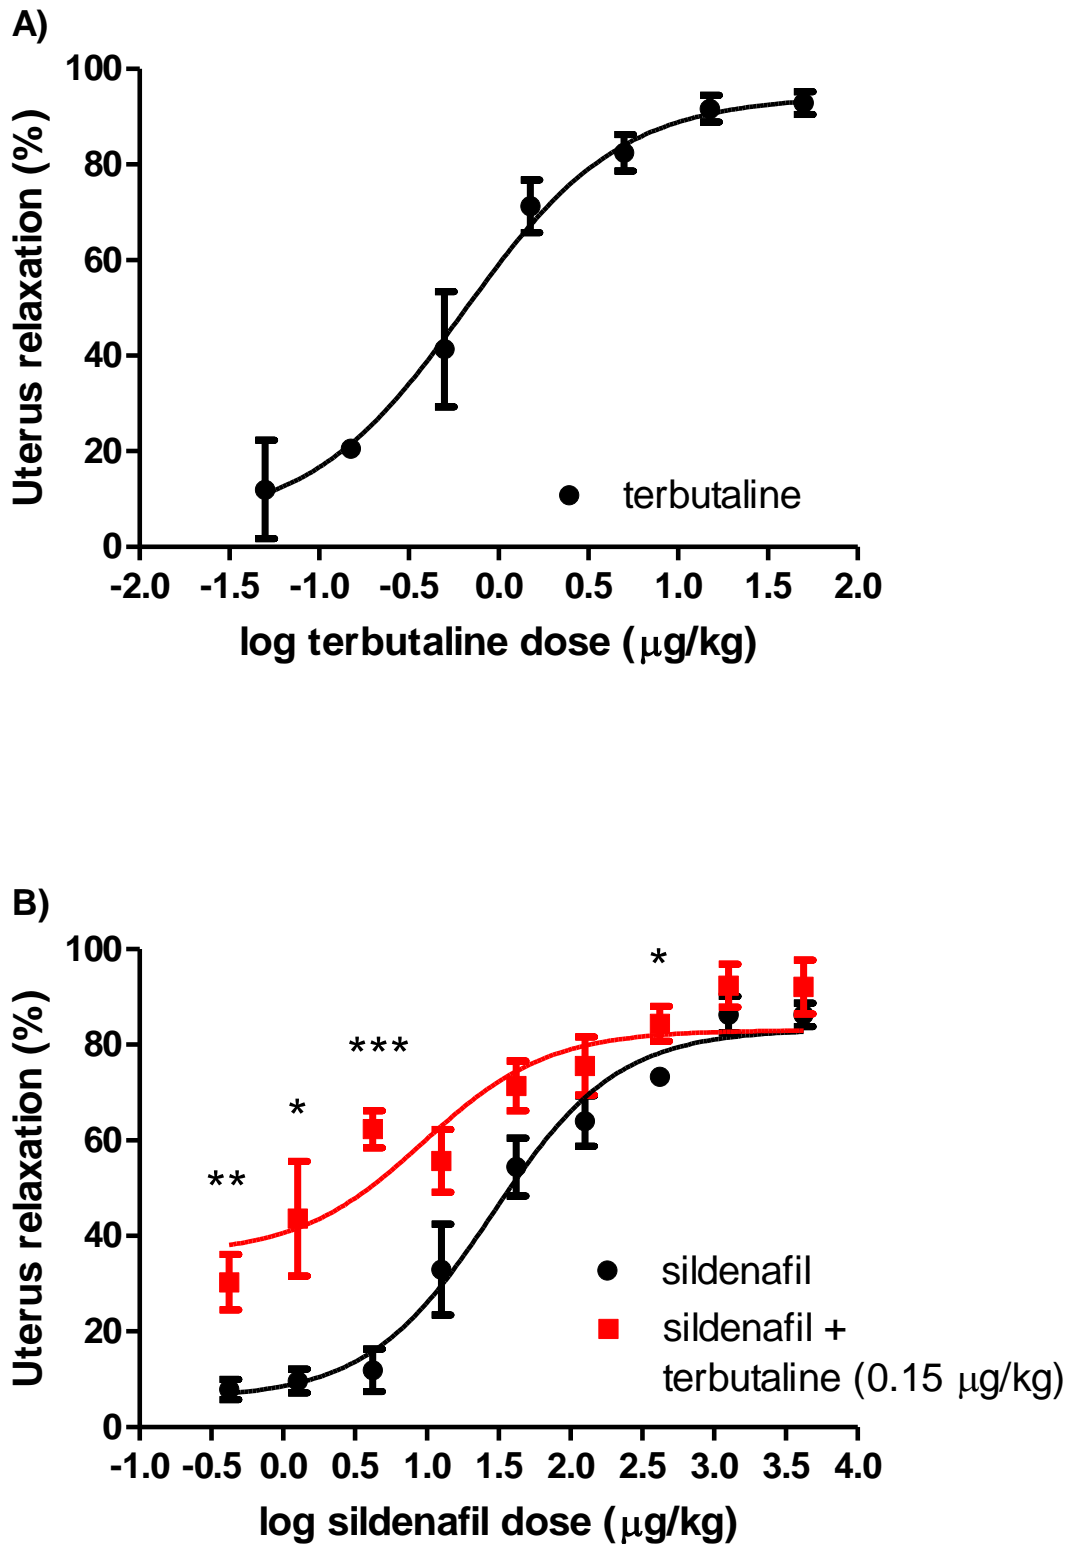 A)
Uterus relaxation (%)
100
80
60
40
20
0
terbutaline
-2.0 -1.5 -1.0 -0.5 0.0 0.5 1.0 1.5 2.0
log terbutaline dose (μg/kg)
B)
Uterus relaxation (%)
100
80
60
40
20
0
**
*
***
*
sildenafil
sildenafil +
terbutaline (0.15 μg/kg)
-1.0 -0.5 0.0 0.5 1.0 1.5 2.0 2.5 3.0 3.5 4.0
log sildenafil dose (μg/kg)